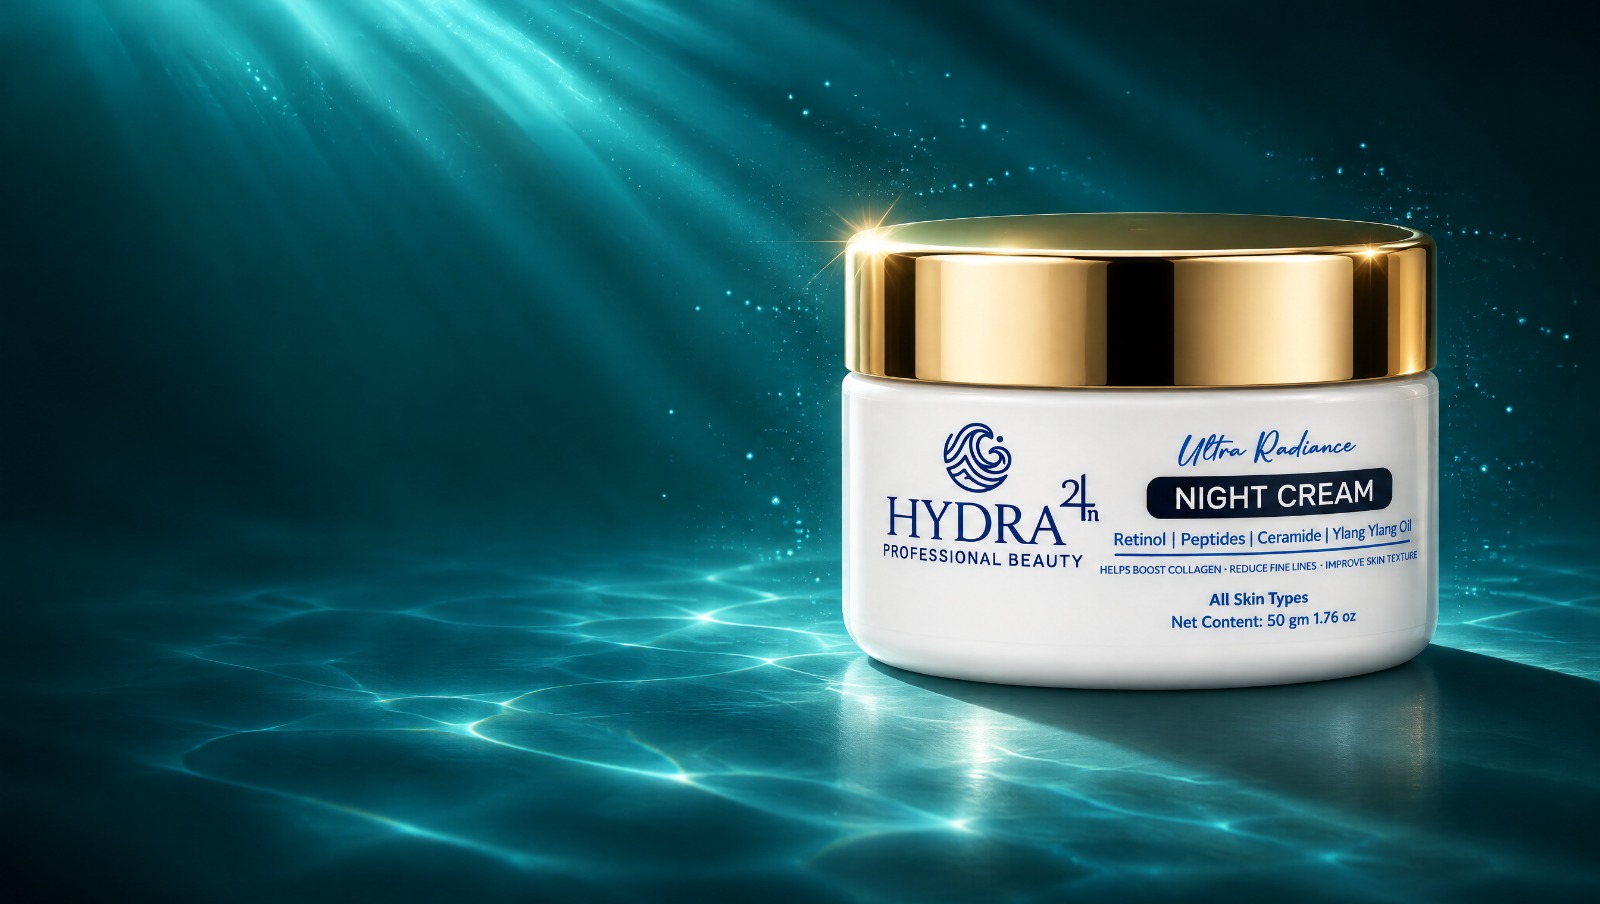 HYDRA 24h
PROFESSIONAL BEAUTY
Ultra Radiance
NIGHT CREAM
Retinol | Peptides | Ceramide | Ylang Ylang Oil
HELPS BOOST COLLAGEN · REDUCE FINE LINES · IMPROVE SKIN TEXTURE
All Skin Types
Net Content: 50 gm 1.76 oz